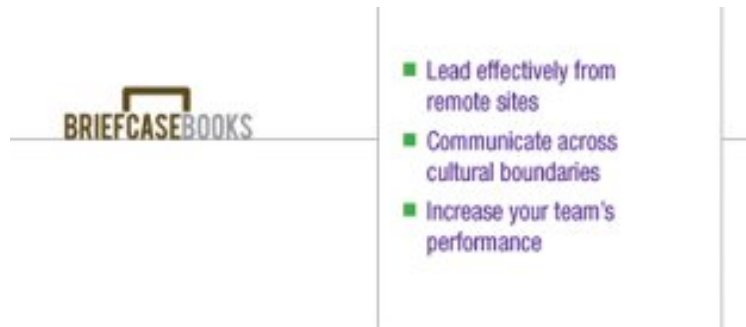 BRIEFCASEBOOKS
Lead effectively from
remote sites
Communicate across
cultural boundaries
Increase your team's
performance